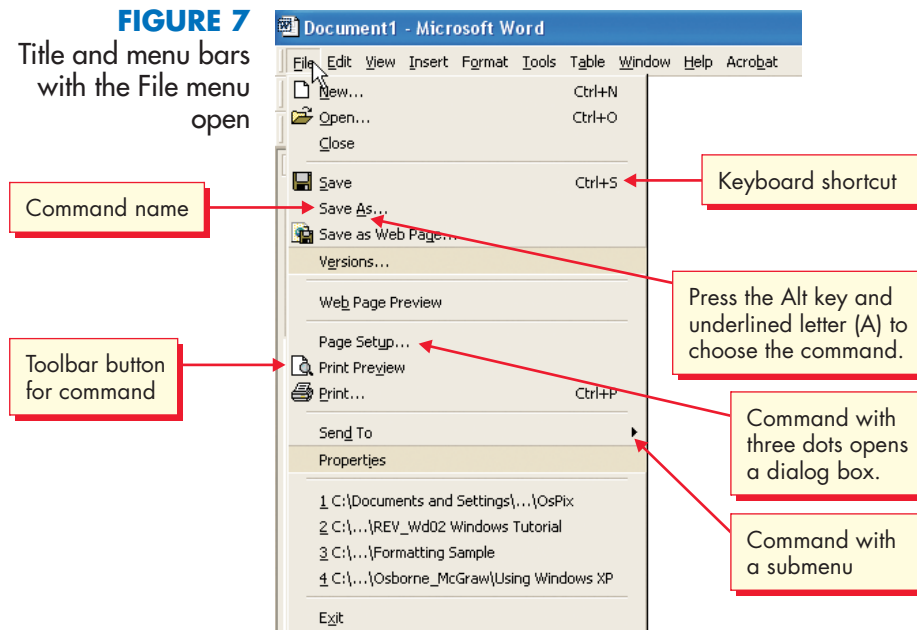 FIGURE 7
Title and menu bars
with the File menu
open
Document1 - Microsoft Word
File Edit View Insert Format Tools Table Window Help Acrobat
New... Ctrl+N
Open... Ctrl+O
Close
Save Ctrl+S
Save As...
Save as Web Page...
Versions...
Web Page Preview
Page Setup...
Print Preview
Print... Ctrl+P
Send To
Properties
1 C:\Documents and Settings\...\OsPix
2 C:\...\REV_Wd02 Windows Tutorial
3 C:\...\Formatting Sample
4 C:\...\Osborne_McGraw\Using Windows XP
Exit
Command name
Toolbar button
for command
Keyboard shortcut
Press the Alt key and
underlined letter (A) to
choose the command.
Command with
three dots opens
a dialog box.
Command with
a submenu